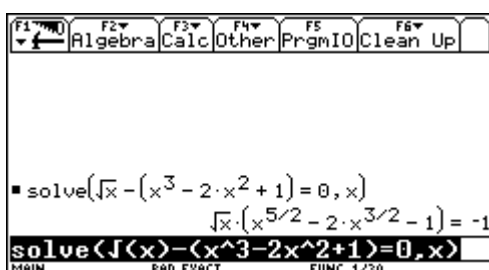 F1 F2 Algebra F3 Calc F4 Other F5 PrgmIO F6 Clean Up
▪ solve(√x − (x³ − 2·x² + 1) = 0, x)
√x·(x^5/2 − 2·x^3/2 − 1) = -1
solve(√(x)-(x^3-2x^2+1)=0,x)
MAIN RAD EXACT FUNC 1/30